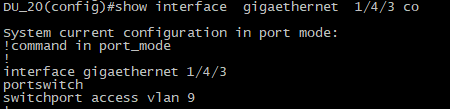 DU_20(config)#show interface  gigaethernet  1/4/3 co
System current configuration in port mode:
!command in port_mode
!
interface gigaethernet 1/4/3
portswitch
switchport access vlan 9